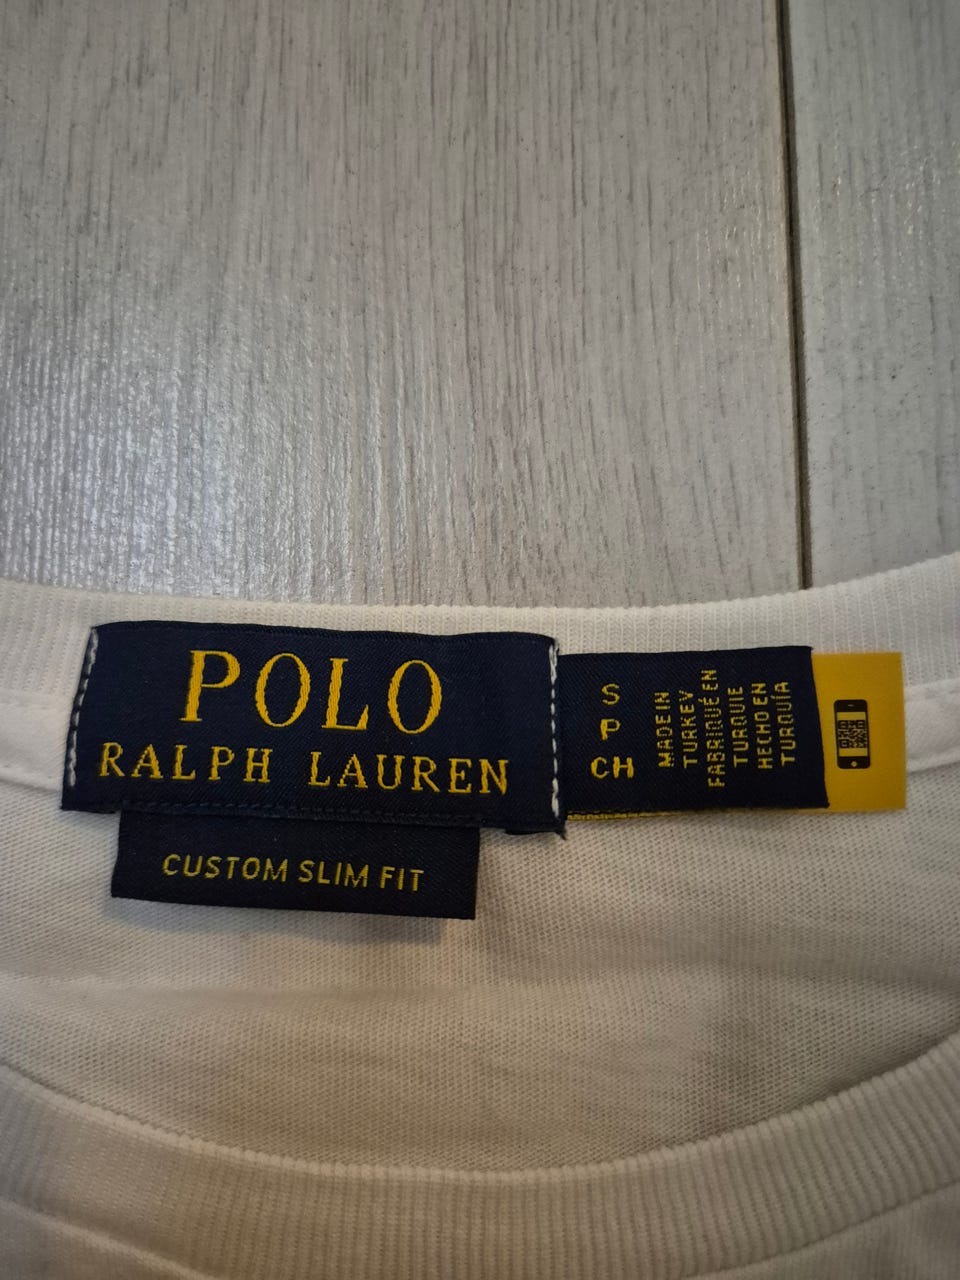 POLO
RALPH LAUREN
CUSTOM SLIM FIT
S
P
CH
MADE IN
TURKEY
FABRIQUÉ EN
TURQUIE
HECHO EN
TURQUÍA